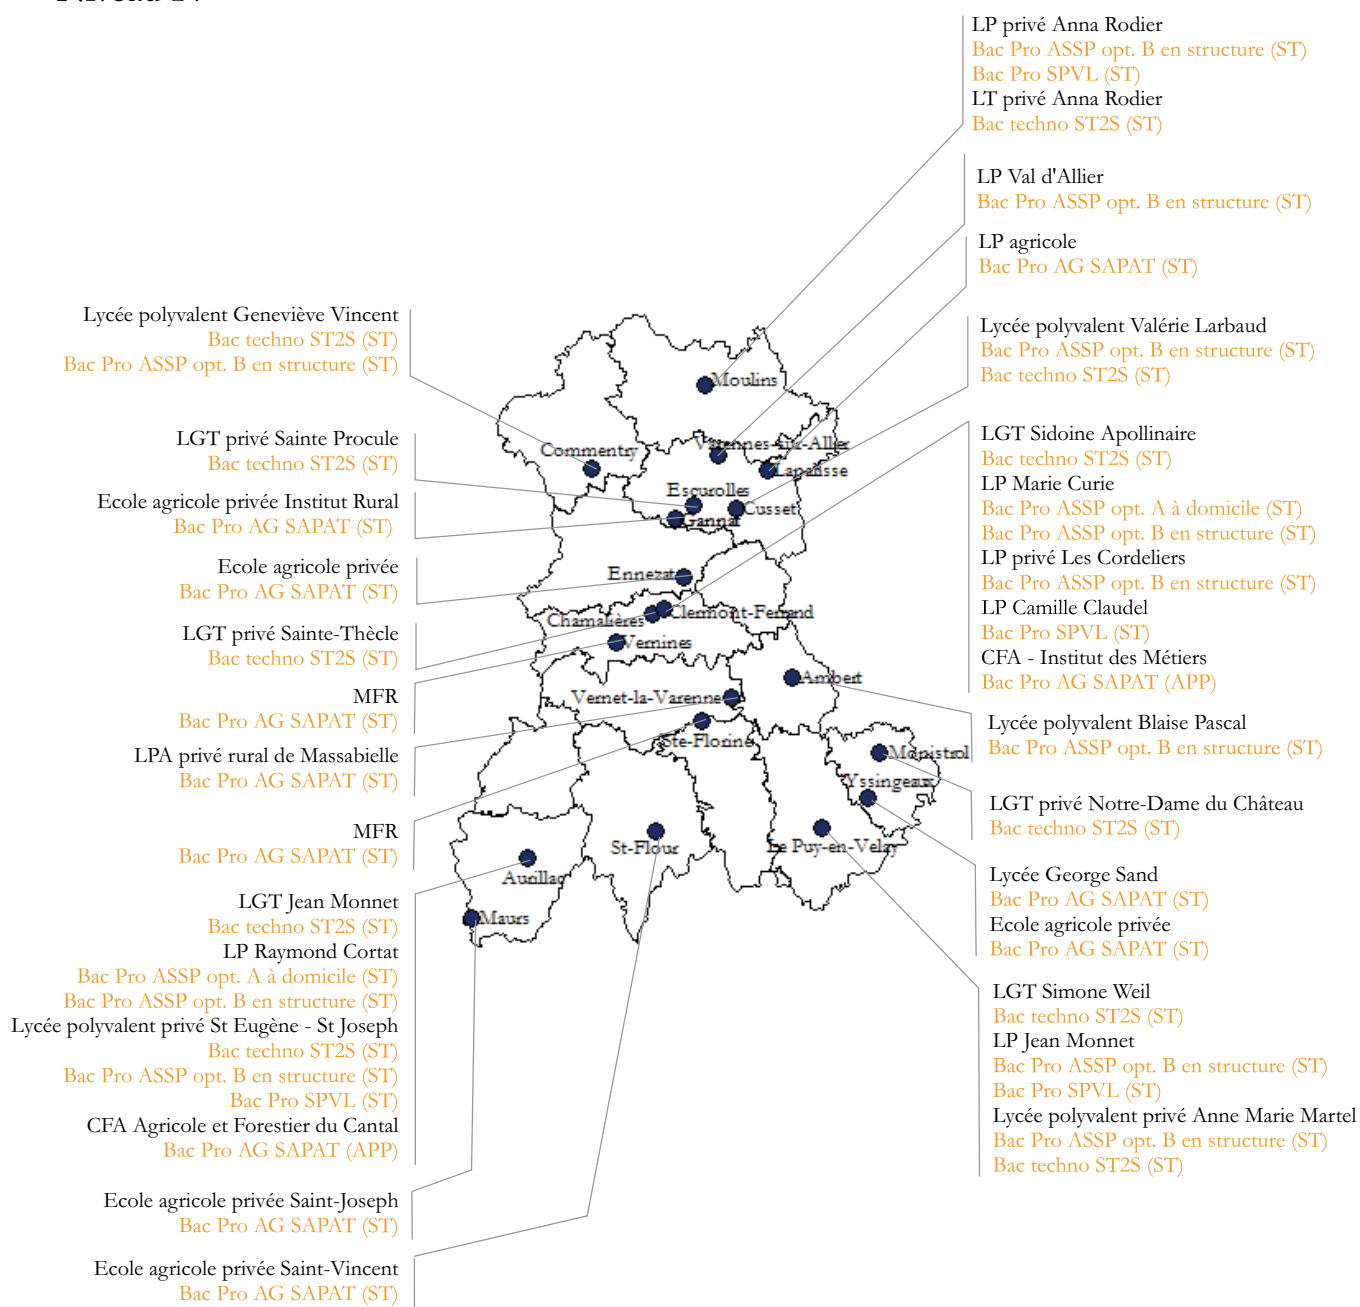 LP privé Anna Rodier
Bac Pro ASSP opt. B en structure (ST)
Bac Pro SPVL (ST)
LT privé Anna Rodier
Bac techno ST2S (ST)
LP Val d'Allier
Bac Pro ASSP opt. B en structure (ST)
LP agricole
Bac Pro AG SAPAT (ST)
Lycée polyvalent Valérie Larbaud
Bac Pro ASSP opt. B en structure (ST)
Bac techno ST2S (ST)
LGT Sidoine Apollinaire
Bac techno ST2S (ST)
LP Marie Curie
Bac Pro ASSP opt. A à domicile (ST)
Bac Pro ASSP opt. B en structure (ST)
LP privé Les Cordeliers
Bac Pro ASSP opt. B en structure (ST)
LP Camille Claudel
Bac Pro SPVL (ST)
CFA - Institut des Métiers
Bac Pro AG SAPAT (APP)
Lycée polyvalent Blaise Pascal
Bac Pro ASSP opt. B en structure (ST)
LGT privé Notre-Dame du Château
Bac techno ST2S (ST)
Lycée George Sand
Bac Pro AG SAPAT (ST)
Ecole agricole privée
Bac Pro AG SAPAT (ST)
LGT Simone Weil
Bac techno ST2S (ST)
LP Jean Monnet
Bac Pro ASSP opt. B en structure (ST)
Bac Pro SPVL (ST)
Lycée polyvalent privé Anne Marie Martel
Bac Pro ASSP opt. B en structure (ST)
Bac techno ST2S (ST)
Lycée polyvalent Geneviève Vincent
Bac techno ST2S (ST)
Bac Pro ASSP opt. B en structure (ST)
LGT privé Sainte Procule
Bac techno ST2S (ST)
Ecole agricole privée Institut Rural
Bac Pro AG SAPAT (ST)
Ecole agricole privée
Bac Pro AG SAPAT (ST)
LGT privé Sainte-Thècle
Bac techno ST2S (ST)
MFR
Bac Pro AG SAPAT (ST)
LPA privé rural de Massabielle
Bac Pro AG SAPAT (ST)
MFR
Bac Pro AG SAPAT (ST)
LGT Jean Monnet
Bac techno ST2S (ST)
LP Raymond Cortat
Bac Pro ASSP opt. A à domicile (ST)
Bac Pro ASSP opt. B en structure (ST)
Lycée polyvalent privé St Eugène - St Joseph
Bac techno ST2S (ST)
Bac Pro ASSP opt. B en structure (ST)
Bac Pro SPVL (ST)
CFA Agricole et Forestier du Cantal
Bac Pro AG SAPAT (APP)
Ecole agricole privée Saint-Joseph
Bac Pro AG SAPAT (ST)
Ecole agricole privée Saint-Vincent
Bac Pro AG SAPAT (ST)
Moulins
Varennes-sur-Allier
Commentry
Lapalisse
Escurolles
Cusset
Gannat
Ennezat
Clermont-Ferrand
Chamalières
Vernines
Ambert
Vernet-la-Varenne
Ste-Florine
Monistrol
Yssingeaux
St-Flour
Le Puy-en-Velay
Aurillac
Maurs